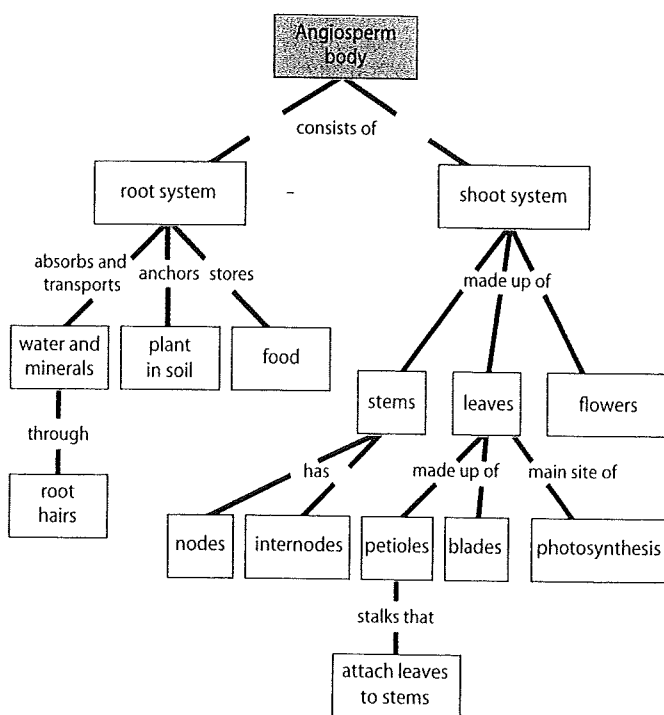 Angiosperm
body
consists of
root system
-
shoot system
absorbs and
transports
anchors
stores
made up of
water and
minerals
plant
in soil
food
stems
leaves
flowers
through
has
made up of
main site of
root
hairs
nodes
internodes
petioles
blades
photosynthesis
stalks that
attach leaves
to stems